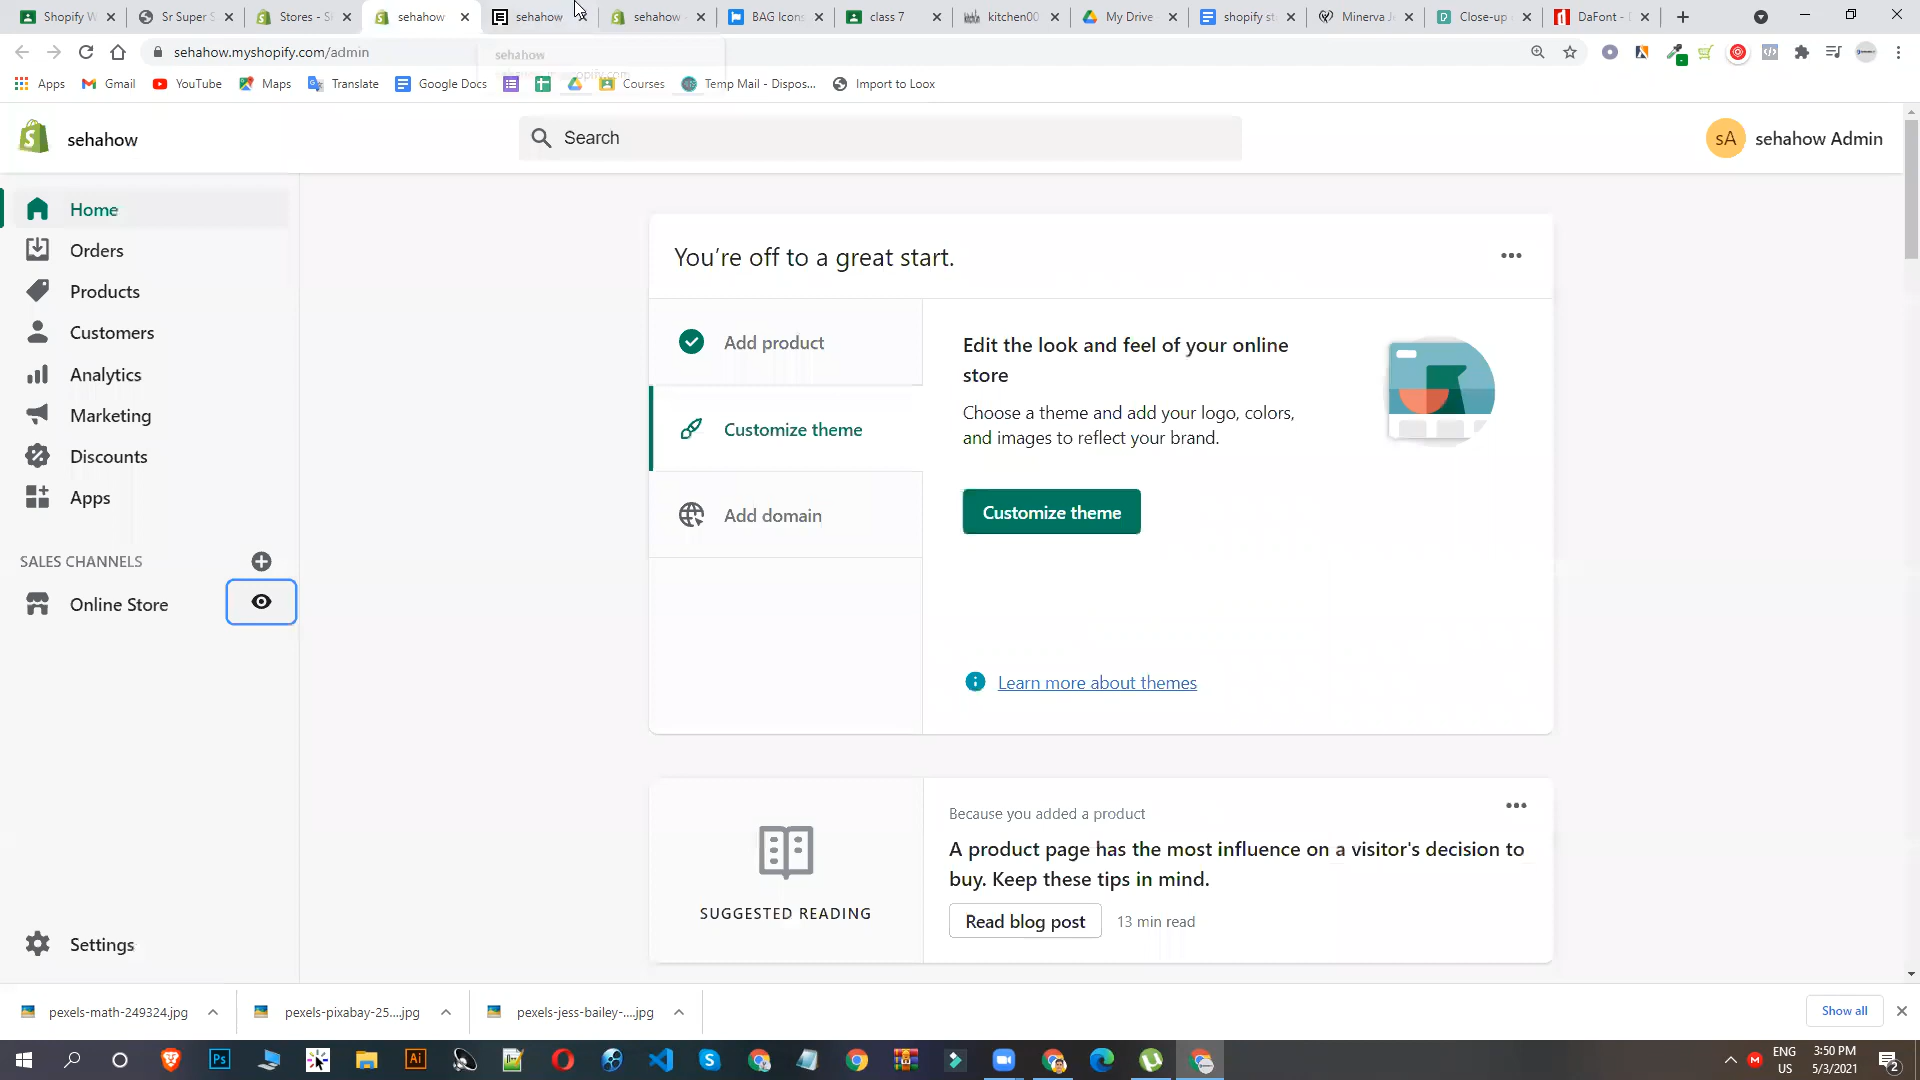 Shopify W
Sr Super S
Stores - Si
sehahow
sehahow
sehahow
BAG Icons
class 7
kitchen00
My Drive
shopify st
Minerva J
Close-up
DaFont -
sehahow.myshopify.com/admin
sehahow
Apps
Gmail
YouTube
Maps
Translate
Google Docs
Courses
Temp Mail - Dispos...
Import to Loox
sehahow
Search
sA
sehahow Admin
Home
Orders
Products
Customers
Analytics
Marketing
Discounts
Apps
SALES CHANNELS
Online Store
Settings
You're off to a great start.
Add product
Customize theme
Add domain
Edit the look and feel of your online
store
Choose a theme and add your logo, colors,
and images to reflect your brand.
Customize theme
Learn more about themes
SUGGESTED READING
Because you added a product
A product page has the most influence on a visitor's decision to
buy. Keep these tips in mind.
Read blog post
13 min read
pexels-math-249324.jpg
pexels-pixabay-25....jpg
pexels-jess-bailey-....jpg
Show all
ENG
US
3:50 PM
5/3/2021
2